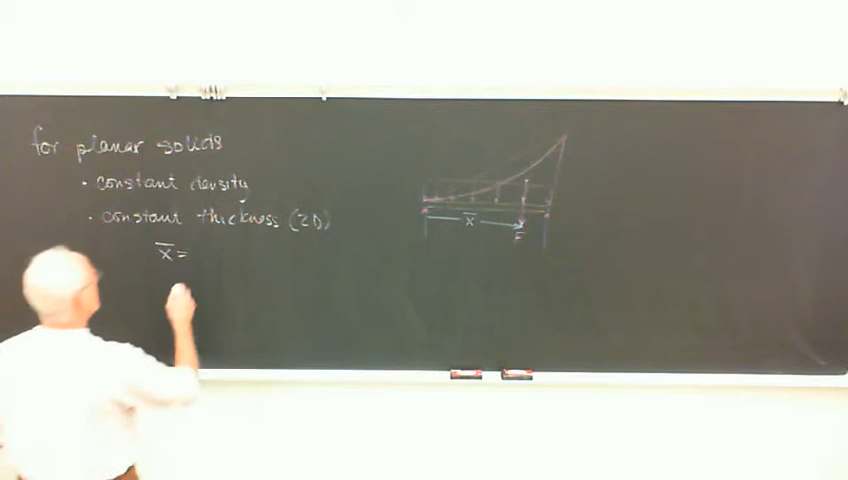 for planar solids
· constant density
· constant thickness (2D)
x̅ =
x̅
F